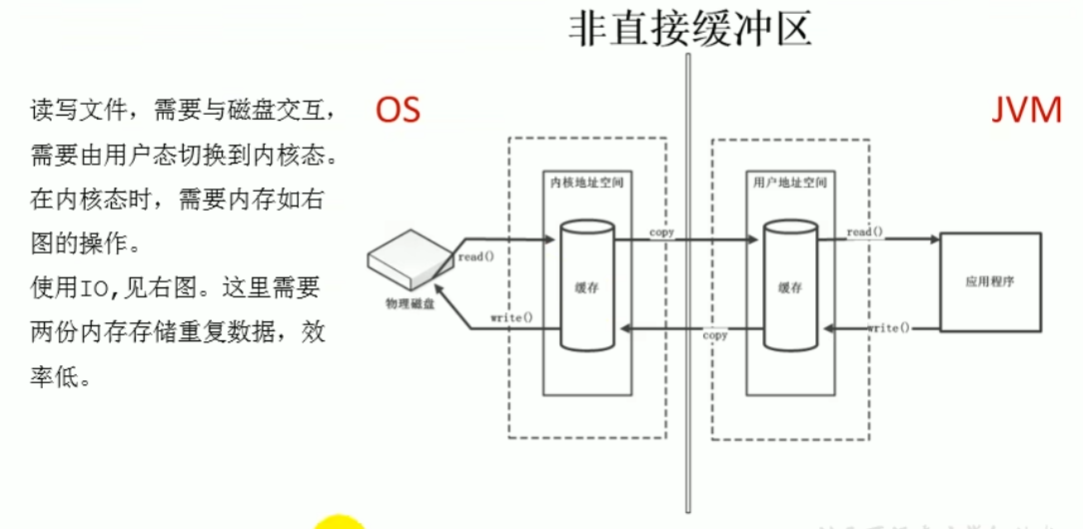 非直接缓冲区
读写文件，需要与磁盘交互，
需要由用户态切换到内核态。
在内核态时，需要内存如右
图的操作。
使用IO,见右图。这里需要
两份内存存储重复数据，效
率低。
OS
JVM
内核地址空间
用户地址空间
copy
read()
read()
缓存
缓存
应用程序
物理磁盘
write()
copy
write()